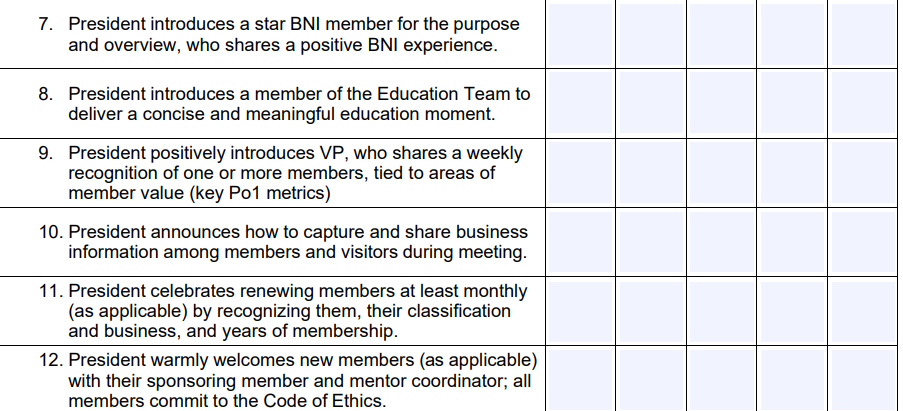 7. President introduces a star BNI member for the purpose
and overview, who shares a positive BNI experience.
8. President introduces a member of the Education Team to
deliver a concise and meaningful education moment.
9. President positively introduces VP, who shares a weekly
recognition of one or more members, tied to areas of
member value (key Po1 metrics)
10. President announces how to capture and share business
information among members and visitors during meeting.
11. President celebrates renewing members at least monthly
(as applicable) by recognizing them, their classification
and business, and years of membership.
12. President warmly welcomes new members (as applicable)
with their sponsoring member and mentor coordinator; all
members commit to the Code of Ethics.